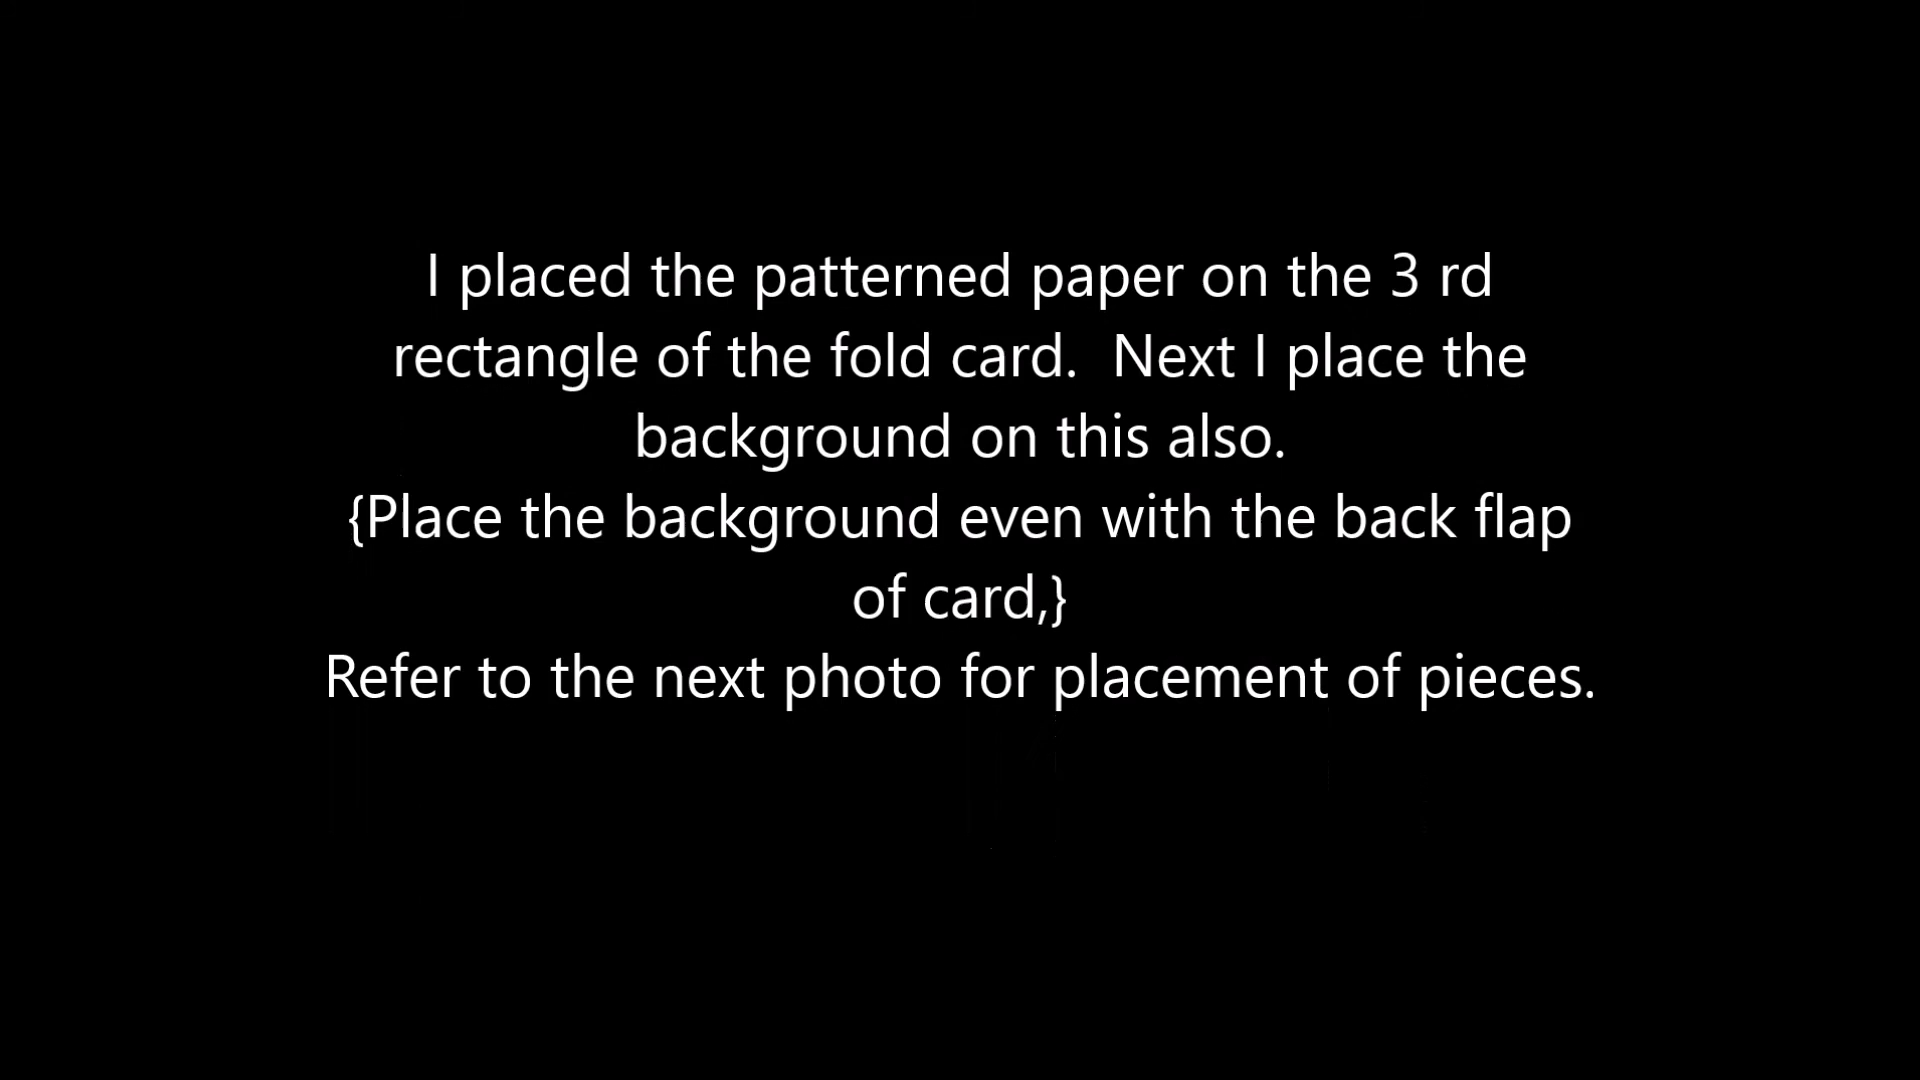 I placed the patterned paper on the 3 rd
rectangle of the fold card.  Next I place the
background on this also.
{Place the background even with the back flap
of card,}
Refer to the next photo for placement of pieces.